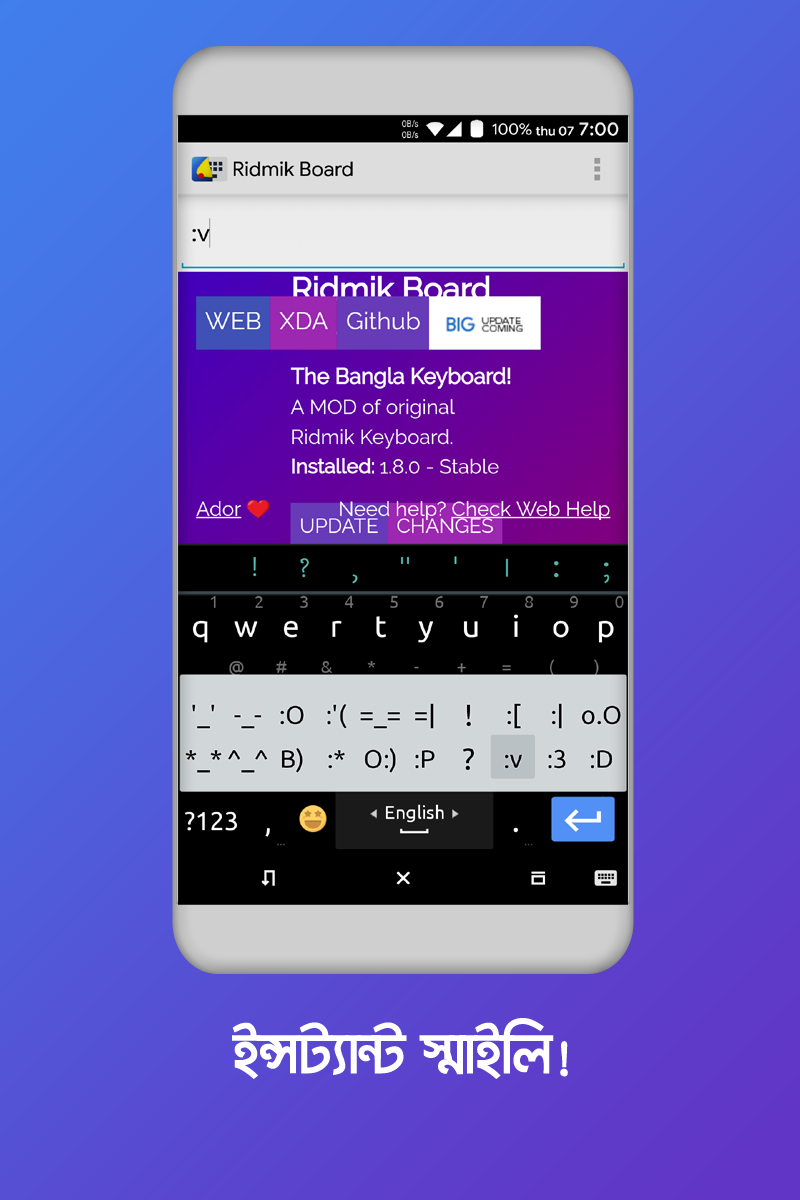 0B/s
0B/s
100% thu 07 7:00
Ridmik Board
:v
Ridmik Board
WEB XDA Github BIG UPDATE COMING
The Bangla Keyboard!
A MOD of original
Ridmik Keyboard.
Installed: 1.8.0 - Stable
Ador ❤️ Need help? Check Web Help
UPDATE CHANGES
! ? , " ' | : ;
1 2 3 4 5 6 7 8 9 0
q w e r t y u i o p
@ # & * - + = ( )
'_' -_- :O :'( =_= =| ! :[ :| o.O
*_* ^_^ B) :* O:) :P ? :v :3 :D
?123 , ... English . ...
ইন্সট্যান্ট স্মাইলি!